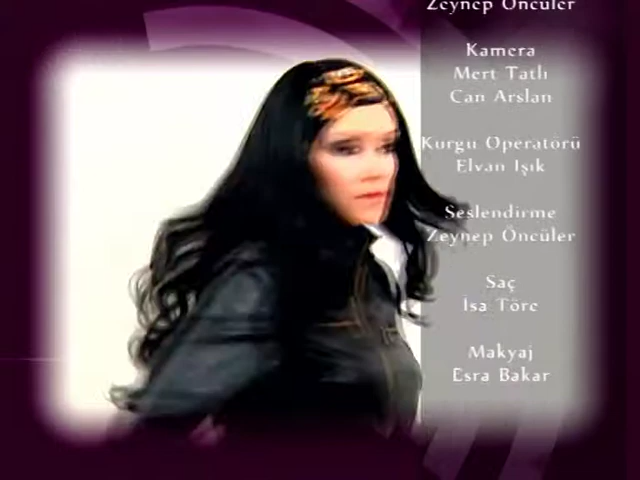 Zeynep Öncüler
Kamera
Mert Tatlı
Can Arslan
Kurgu Operatörü
Elvan Işık
Seslendirme
Zeynep Öncüler
Saç
İsa Töre
Makyaj
Esra Bakar